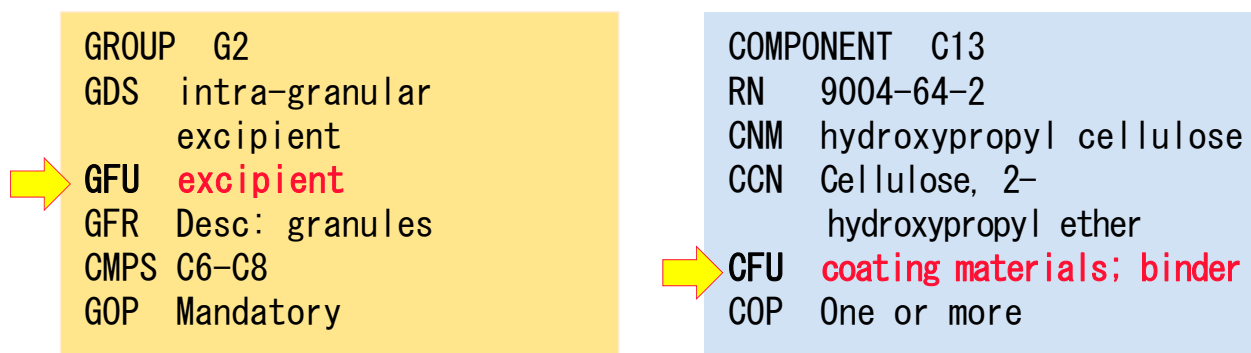 GROUP G2
GDS intra-granular
excipient
GFU excipient
GFR Desc: granules
CMPS C6-C8
GOP Mandatory
COMPONENT C13
RN 9004-64-2
CNM hydroxypropyl cellulose
CCN Cellulose, 2-
hydroxypropyl ether
CFU coating materials; binder
COP One or more